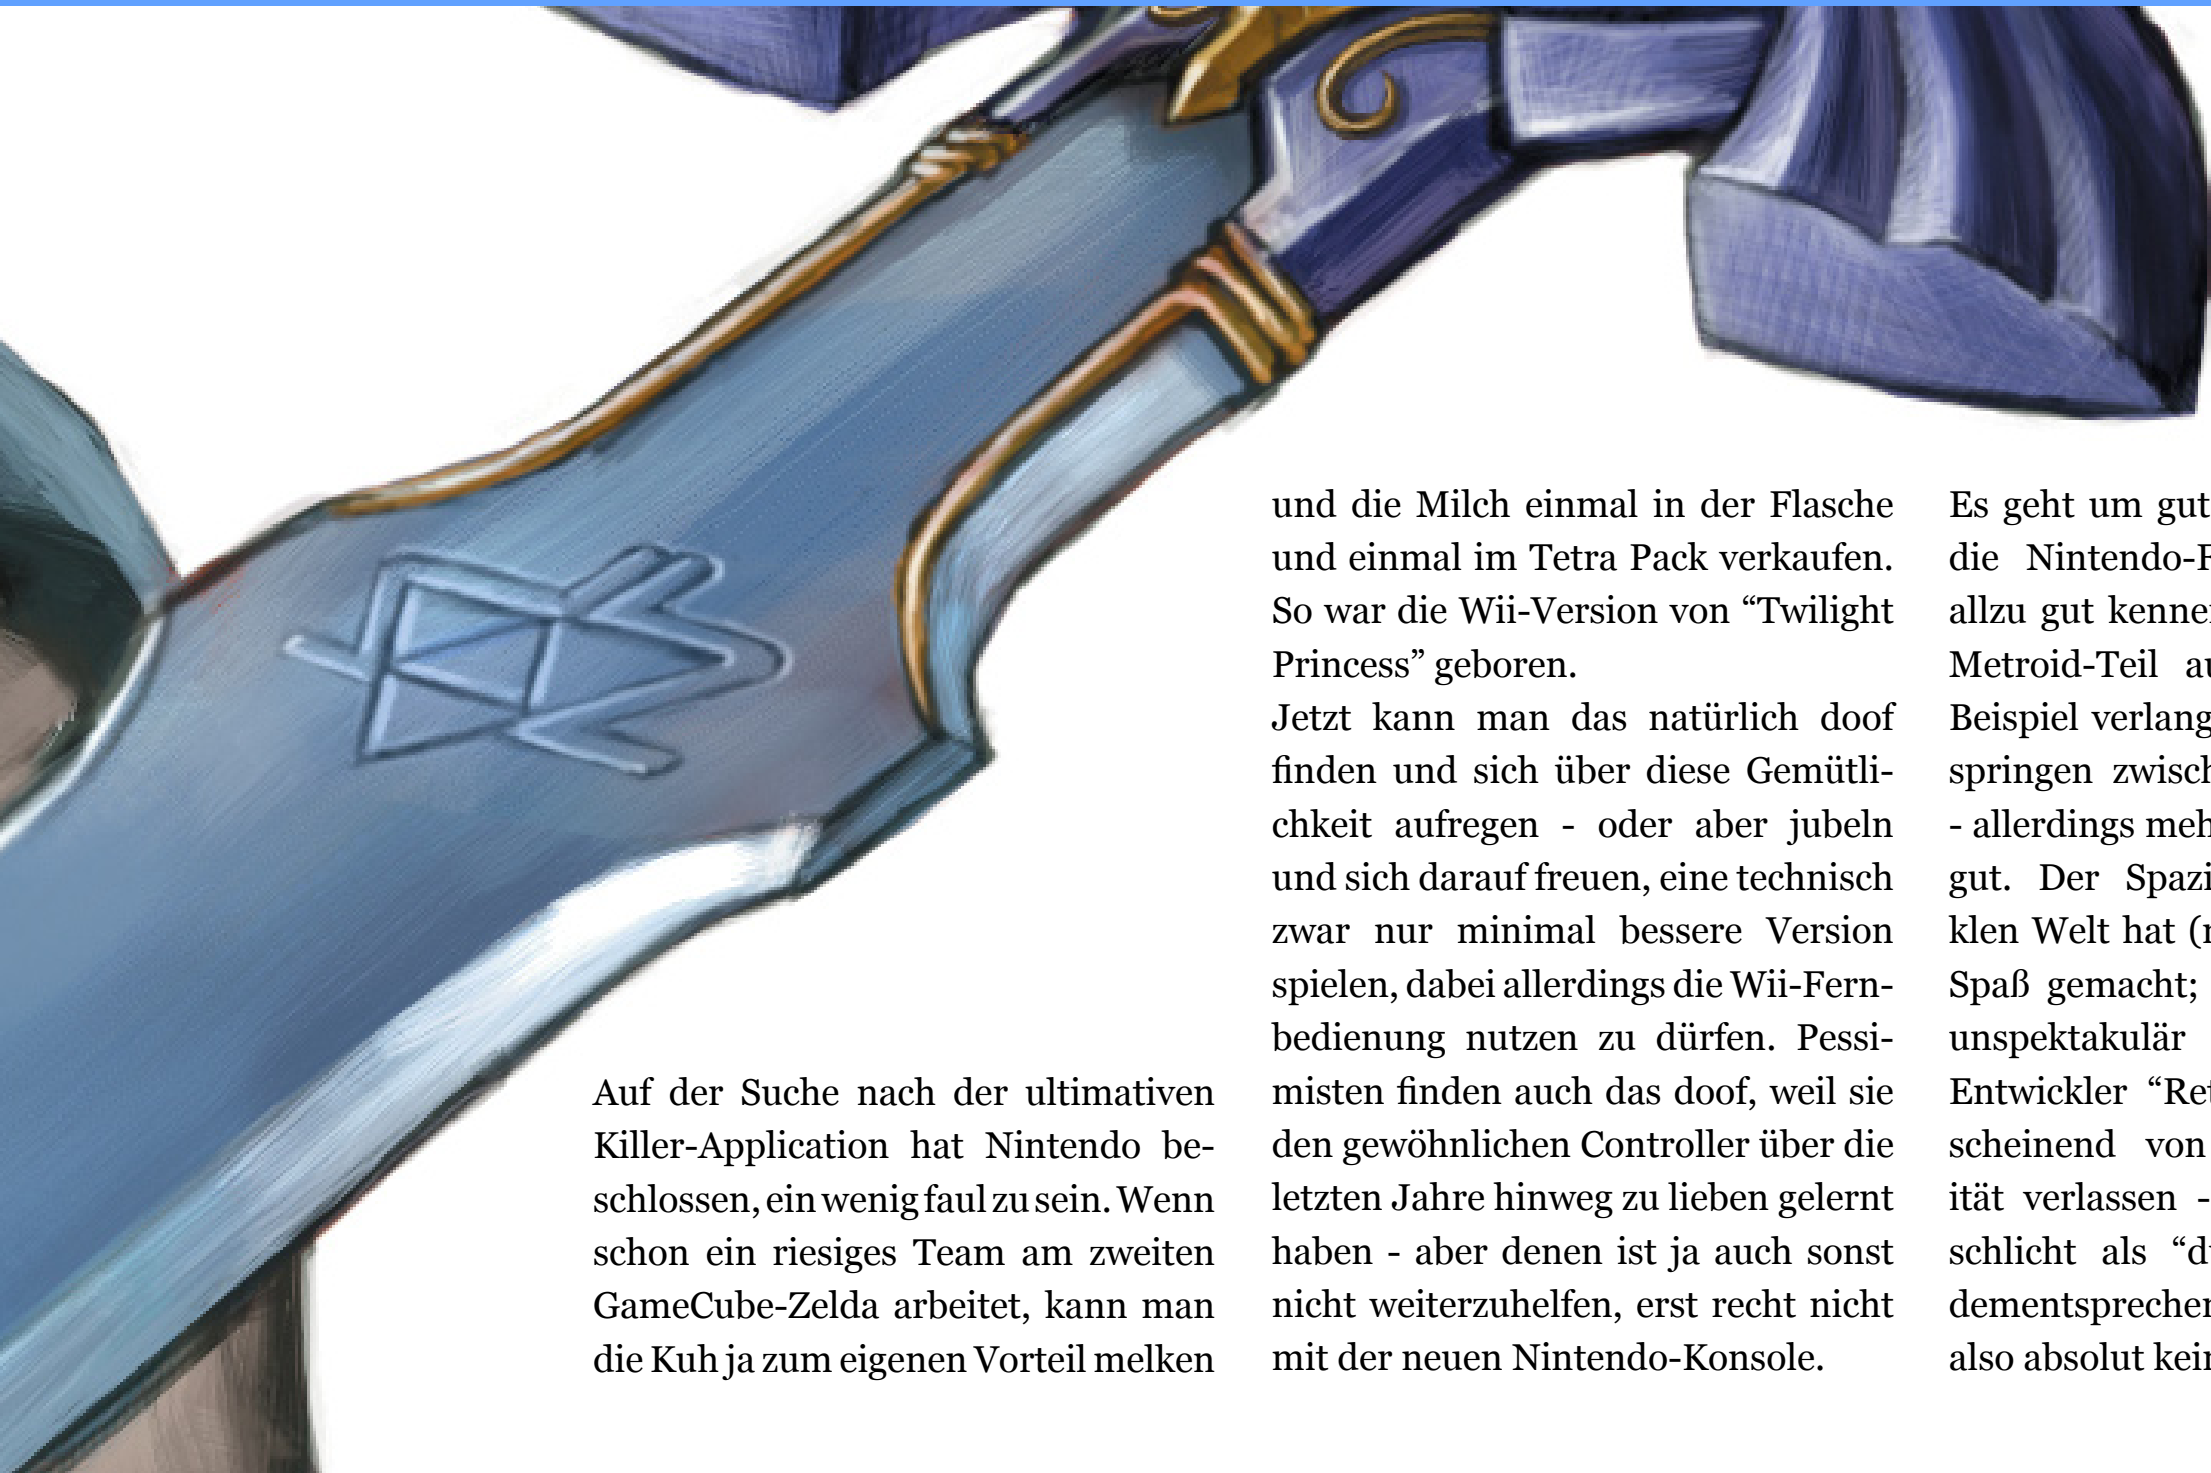 Auf der Suche nach der ultimativen
Killer-Application hat Nintendo be-
schlossen, ein wenig faul zu sein. Wenn
schon ein riesiges Team am zweiten
GameCube-Zelda arbeitet, kann man
die Kuh ja zum eigenen Vorteil melken
und die Milch einmal in der Flasche
und einmal im Tetra Pack verkaufen.
So war die Wii-Version von “Twilight
Princess” geboren.
Jetzt kann man das natürlich doof
finden und sich über diese Gemütli-
chkeit aufregen - oder aber jubeln
und sich darauf freuen, eine technisch
zwar nur minimal bessere Version
spielen, dabei allerdings die Wii-Fern-
bedienung nutzen zu dürfen. Pessi-
misten finden auch das doof, weil sie
den gewöhnlichen Controller über die
letzten Jahre hinweg zu lieben gelernt
haben - aber denen ist ja auch sonst
nicht weiterzuhelfen, erst recht nicht
mit der neuen Nintendo-Konsole.
Es geht um gut
die Nintendo-
allzu gut
Metroid-Teil
Beispiel
springen
- allerdings
gut. Der
klen Welt hat
Spaß gemacht;
unspektakulär
Entwickler
scheinend von
ität verlassen -
schlicht als

also absolut